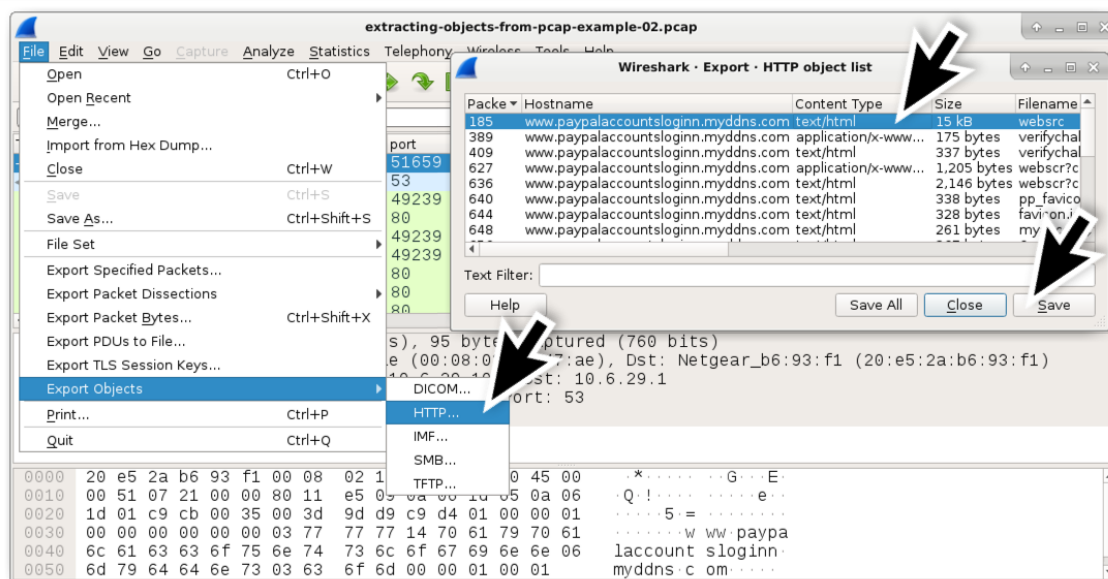 extracting-objects-from-pcap-example-02.pcap
File Edit View Go Capture Analyze Statistics Telephony Wireless Tools Help
Open Ctrl+O
Open Recent
Merge...
Import from Hex Dump...
Close Ctrl+W
Save Ctrl+S
Save As... Ctrl+Shift+S
File Set
Export Specified Packets...
Export Packet Dissections
Export Packet Bytes... Ctrl+Shift+X
Export PDUs to File...
Export TLS Session Keys...
Export Objects
Print... Ctrl+P
Quit Ctrl+Q
DICOM...
HTTP...
IMF...
SMB...
TFTP...
port
51659
53
49239
80
49239
49239
80
80
80
Wireshark · Export · HTTP object list
Packe Hostname Content Type Size Filename
185 www.paypalaccountsloginn.myddns.com text/html 15 kB websrc
389 www.paypalaccountsloginn.myddns.com application/x-www... 175 bytes verifychal
409 www.paypalaccountsloginn.myddns.com text/html 337 bytes verifychal
627 www.paypalaccountsloginn.myddns.com application/x-www... 1,205 bytes webscr?c
636 www.paypalaccountsloginn.myddns.com text/html 2,146 bytes webscr?c
640 www.paypalaccountsloginn.myddns.com text/html 338 bytes pp_favico
644 www.paypalaccountsloginn.myddns.com text/html 328 bytes favicon.i
648 www.paypalaccountsloginn.myddns.com text/html 261 bytes
Text Filter:
Help Save All Close Save
s), 95 bytes captured (760 bits)
Dst: Netgear_b6:93:f1 (20:e5:2a:b6:93:f1)
10.6.29.1
port: 53
0000 20 e5 2a b6 93 f1 00 08 02 45 00 ·*····· ··G··E·
0010 00 51 07 21 00 00 80 11 e5 0a 06 ·Q·!···· ·····e··
0020 1d 01 c9 cb 00 35 00 3d 9d d9 c9 d4 01 00 00 01 ·····5·= ········
0030 00 00 00 00 00 00 03 77 77 77 14 70 61 79 70 61 ·······w ww·paypa
0040 6c 61 63 63 6f 75 6e 74 73 6c 6f 67 69 6e 6e 06 laccount sloginn·
0050 6d 79 64 64 6e 73 03 63 6f 6d 00 00 01 00 01 myddns·c om·····